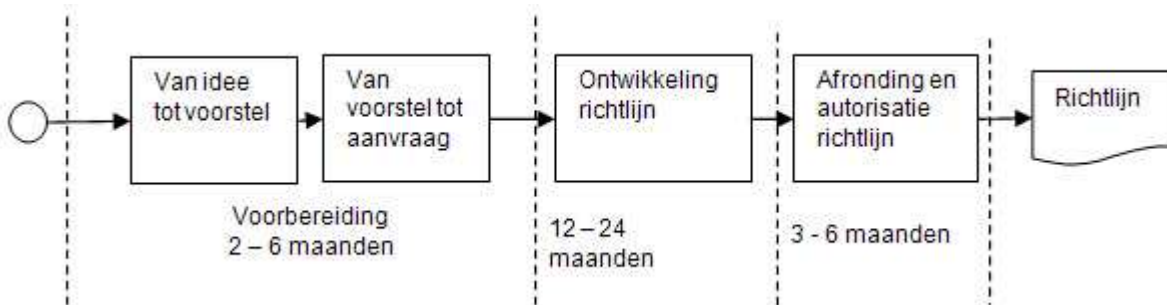 Van idee
tot voorstel
Van
voorstel tot
aanvraag
Ontwikkeling
richtlijn
Afronding en
autorisatie
richtlijn
Richtlijn
Voorbereiding
2 – 6 maanden
12 – 24
maanden
3 - 6 maanden